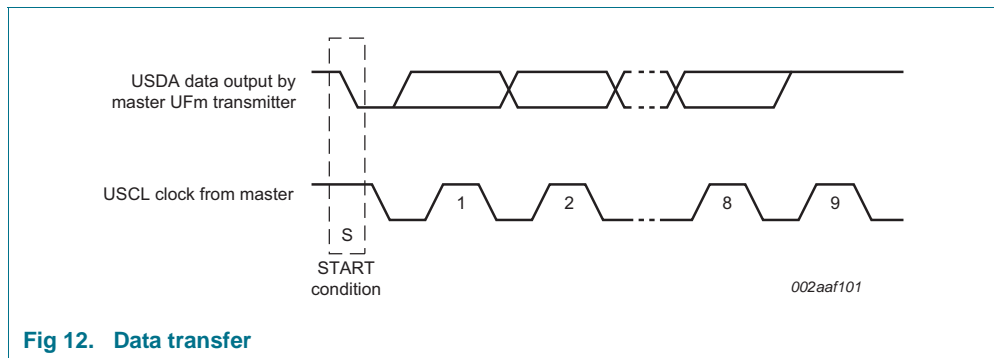 USDA data output by
master UFm transmitter
USCL clock from master
1 2 8 9
S
START
condition
002aaf101
Fig 12. Data transfer